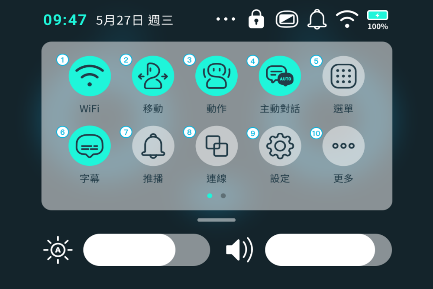 09:47 5月27日 週三
100%
1 2 3 4 5
AUTO
WiFi 移動 動作 主動對話 選單
6 7 8 9 10
字幕 推播 連線 設定 更多
A